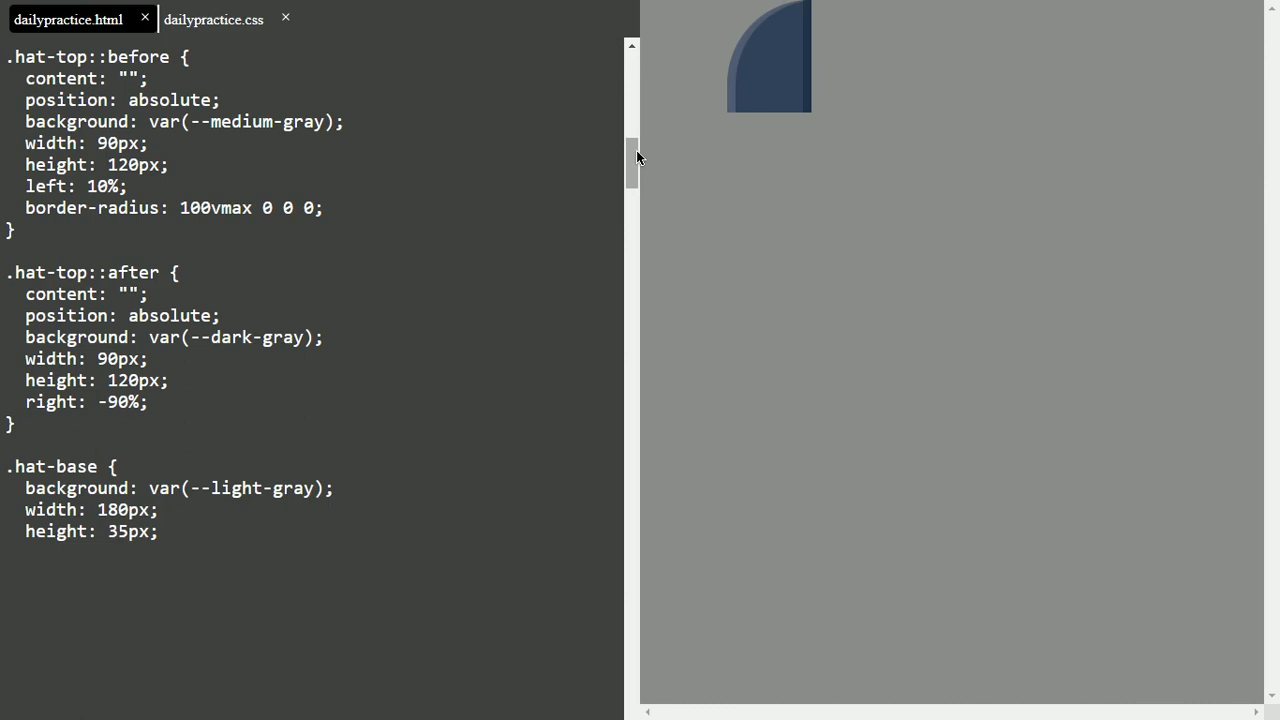 dailypractice.html × dailypractice.css ×
.hat-top::before {
  content: "";
  position: absolute;
  background: var(--medium-gray);
  width: 90px;
  height: 120px;
  left: 10%;
  border-radius: 100vmax 0 0 0;
}
.hat-top::after {
  content: "";
  position: absolute;
  background: var(--dark-gray);
  width: 90px;
  height: 120px;
  right: -90%;
}
.hat-base {
  background: var(--light-gray);
  width: 180px;
  height: 35px;